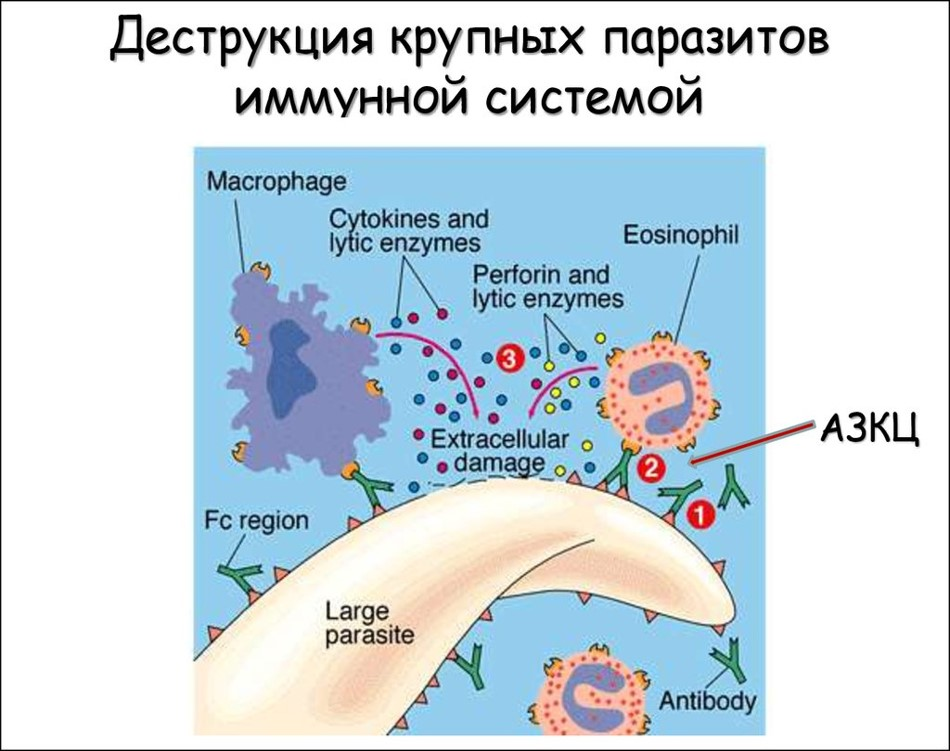 Деструкция крупных паразитов
иммунной системой
Macrophage
Cytokines and
lytic enzymes
Eosinophil
Perforin and
lytic enzymes
3
АЗКЦ
Extracellular
damage
2
1
Fc region
Large
parasite
Antibody